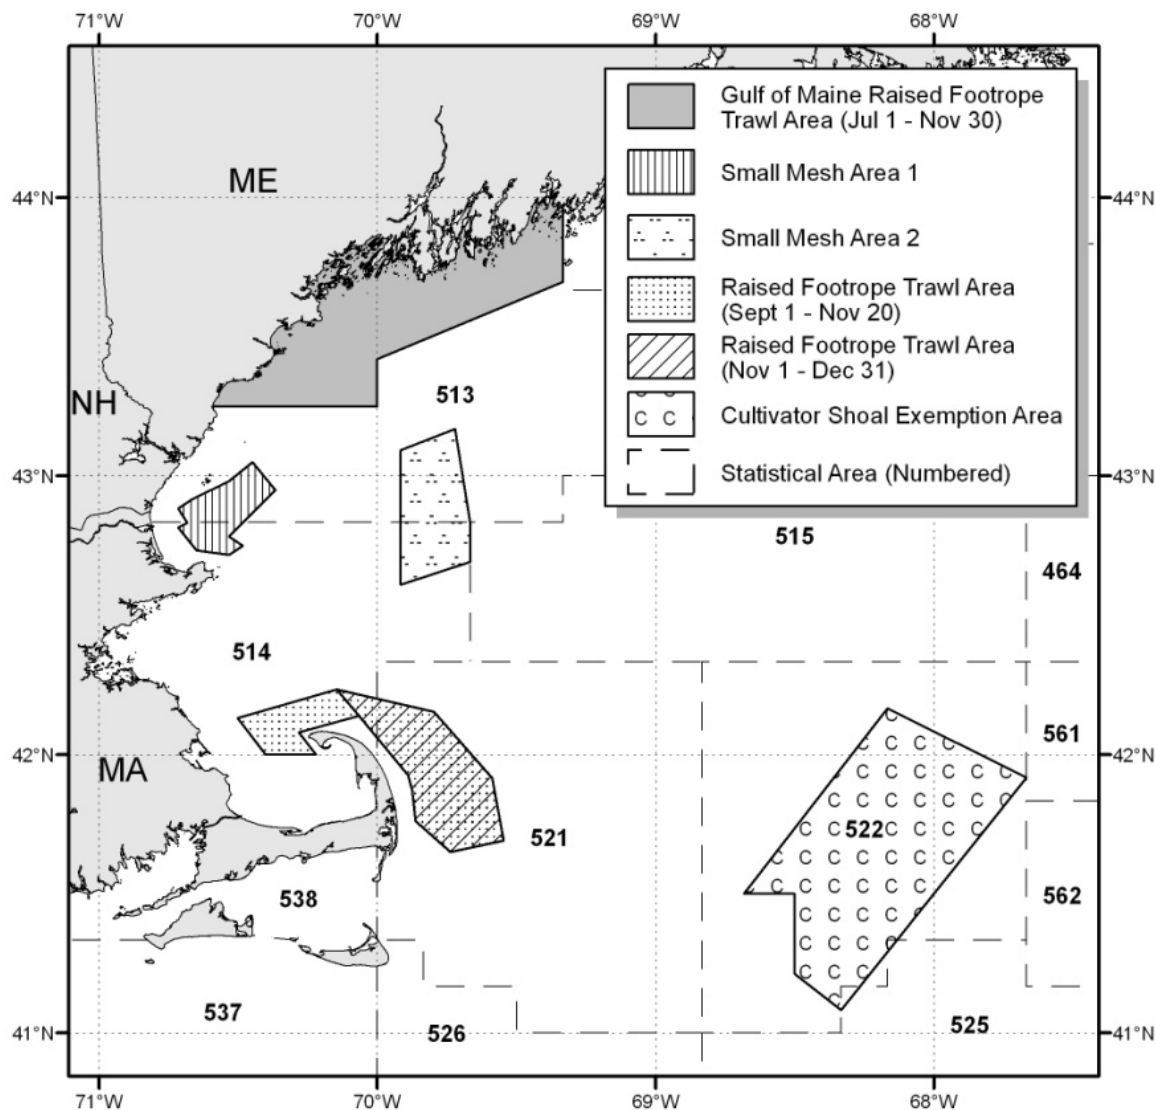 71°W 70°W 69°W 68°W
Gulf of Maine Raised Footrope
Trawl Area (Jul 1 - Nov 30)
Small Mesh Area 1
Small Mesh Area 2
Raised Footrope Trawl Area
(Sept 1 - Nov 20)
Raised Footrope Trawl Area
(Nov 1 - Dec 31)
C C Cultivator Shoal Exemption Area
Statistical Area (Numbered)
ME
44°N 44°N
NH
513
43°N 43°N
515
464
514
561
42°N 42°N
MA
521
522
562
538
537
526
525
41°N 41°N
71°W 70°W 69°W 68°W